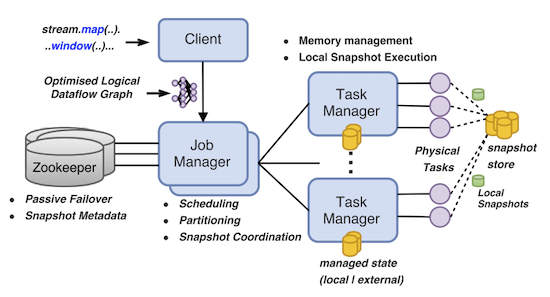 stream.map(..).
..window(..)...
Client
• Memory management
• Local Snapshot Execution
Optimised Logical
Dataflow Graph
Zookeeper
Job
Manager
Task
Manager
Physical
Tasks
snapshot
store
• Passive Failover
• Snapshot Metadata
• Scheduling
• Partitioning
• Snapshot Coordination
Task
Manager
Local
Snapshots
managed state
(local | external)